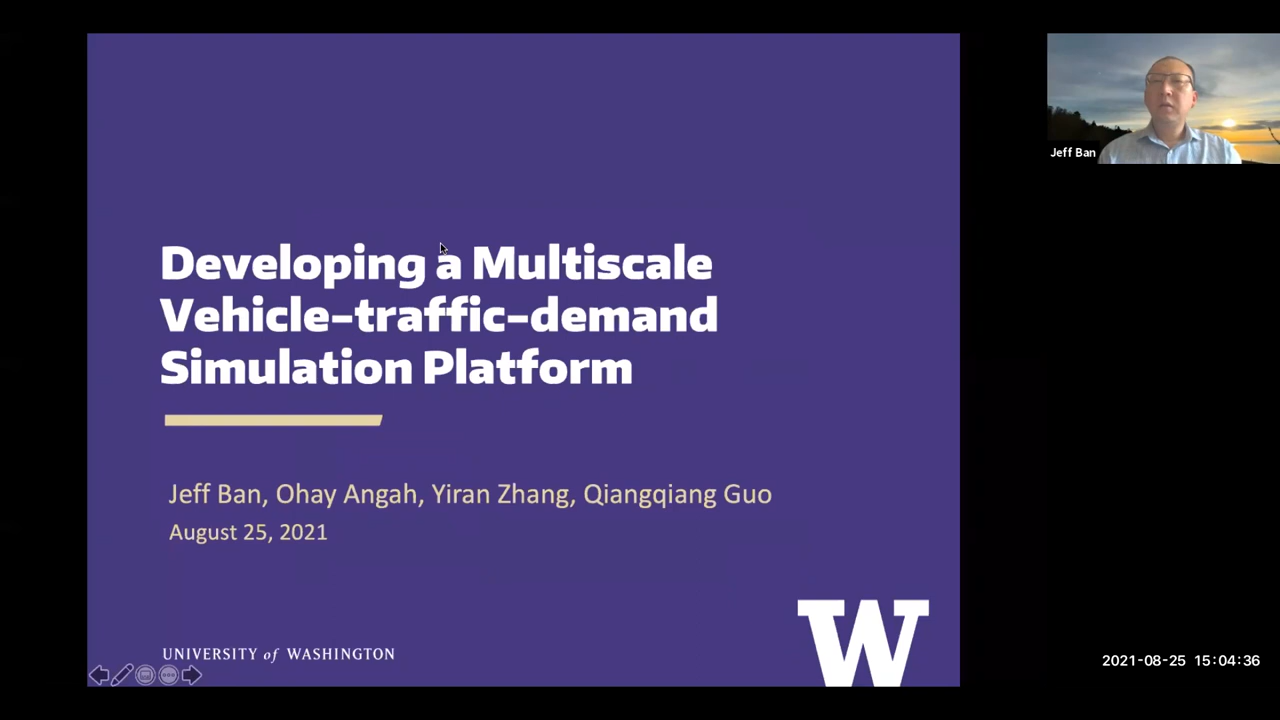 Jeff Ban
Developing a Multiscale
Vehicle-traffic-demand
Simulation Platform
Jeff Ban, Ohay Angah, Yiran Zhang, Qiangqiang Guo
August 25, 2021
W
UNIVERSITY of WASHINGTON
2021-08-25 15:04:36